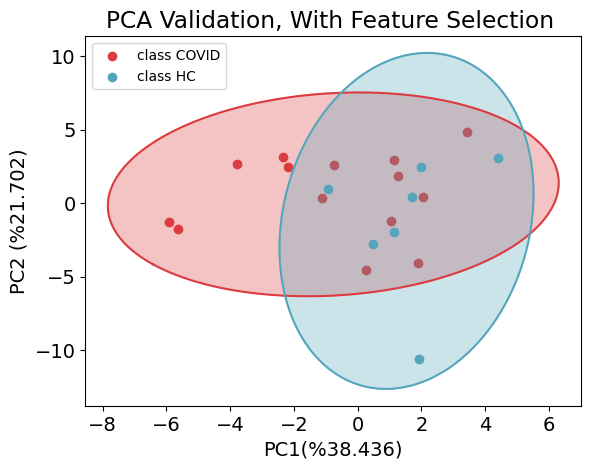 PCA Validation, With Feature Selection
class COVID
class HC
10
5
0
−5
−10
PC2 (%21.702)
−8 −6 −4 −2 0 2 4 6
PC1(%38.436)